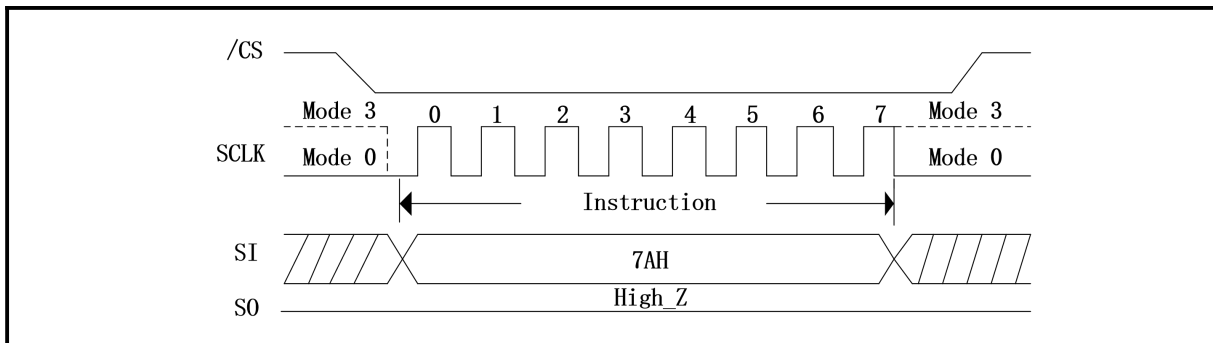 /CS
Mode 3 0 1 2 3 4 5 6 7 Mode 3
SCLK Mode 0 Mode 0
Instruction
SI 7AH
High_Z
SO